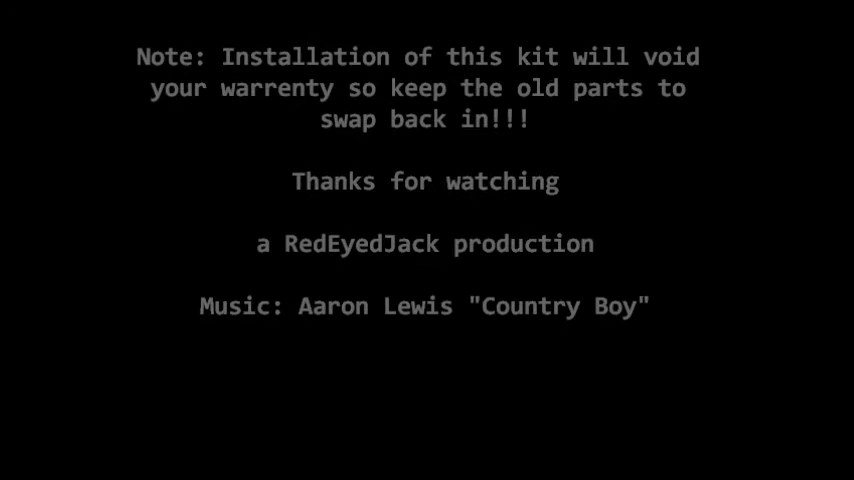 Note: Installation of this kit will void
your warrenty so keep the old parts to
swap back in!!!
Thanks for watching
a RedEyedJack production
Music: Aaron Lewis "Country Boy"